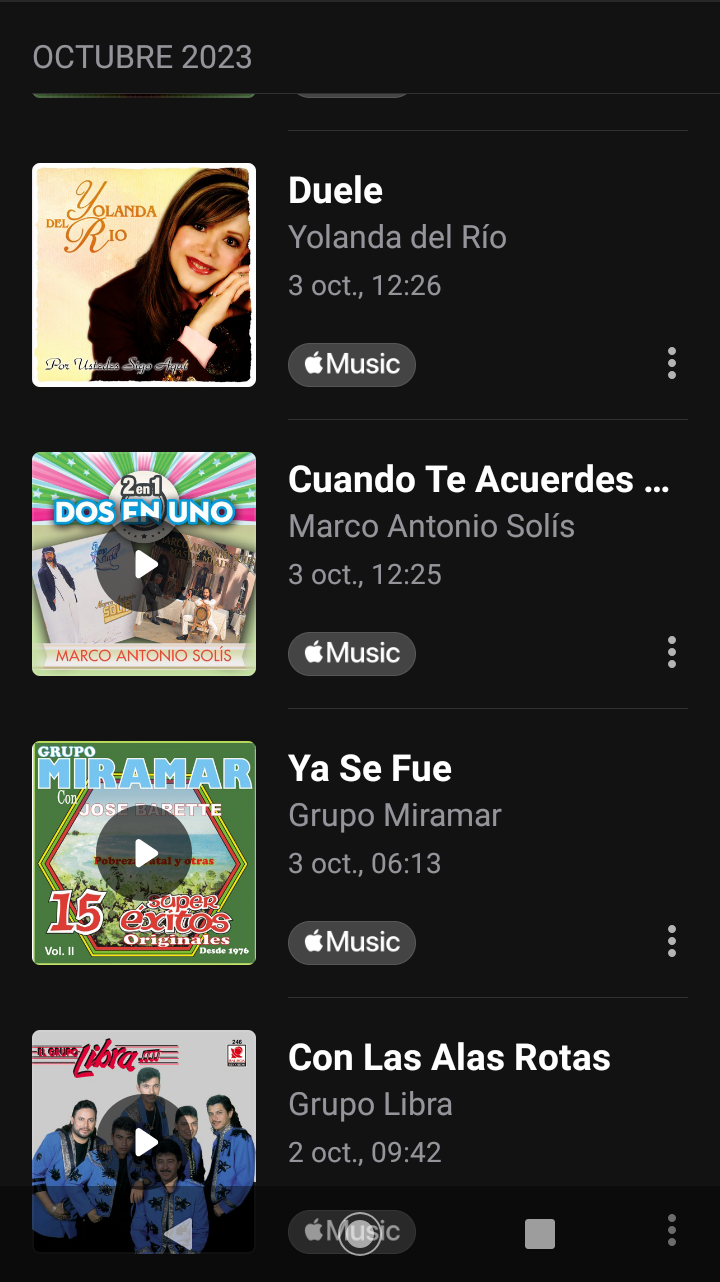 OCTUBRE 2023
YOLANDA
DEL RIO
Por Ustedes Sigo Aquí
Duele
Yolanda del Río
3 oct., 12:26
Music
2 en 1
DOS EN UNO
MARCO ANTONIO SOLÍS
Cuando Te Acuerdes ...
Marco Antonio Solís
3 oct., 12:25
Music
GRUPO
MIRAMAR
Con
JOSE BARETTE
y otras
15 super
éxitos
Originales
Vol. II
Desde 1976
Ya Se Fue
Grupo Miramar
3 oct., 06:13
Music
EL GRUPO Libra
246
Con Las Alas Rotas
Grupo Libra
2 oct., 09:42
Music